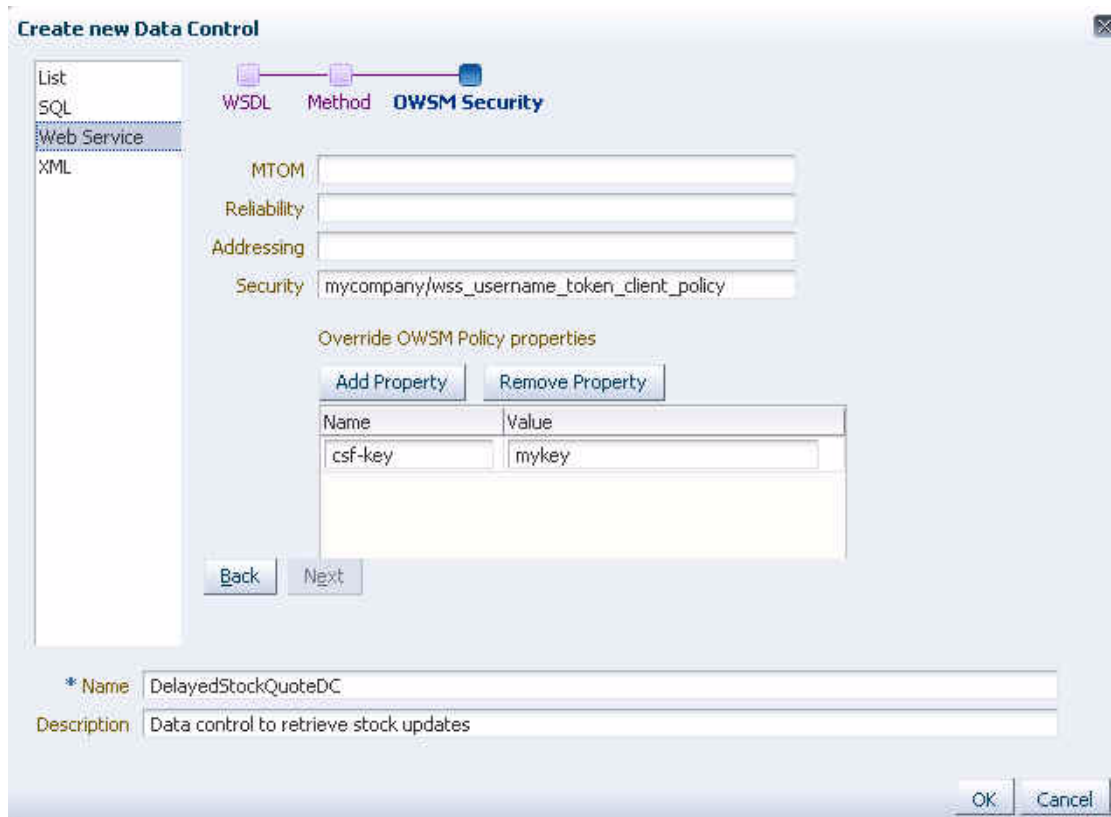 Create new Data Control
List
SQL
Web Service
XML
WSDL Method OWSM Security
MTOM
Reliability
Addressing
Security mycompany/wss_username_token_client_policy
Override OWSM Policy properties
Add Property Remove Property
Name Value
csf-key mykey
Back Next
* Name DelayedStockQuoteDC
Description Data control to retrieve stock updates
OK Cancel